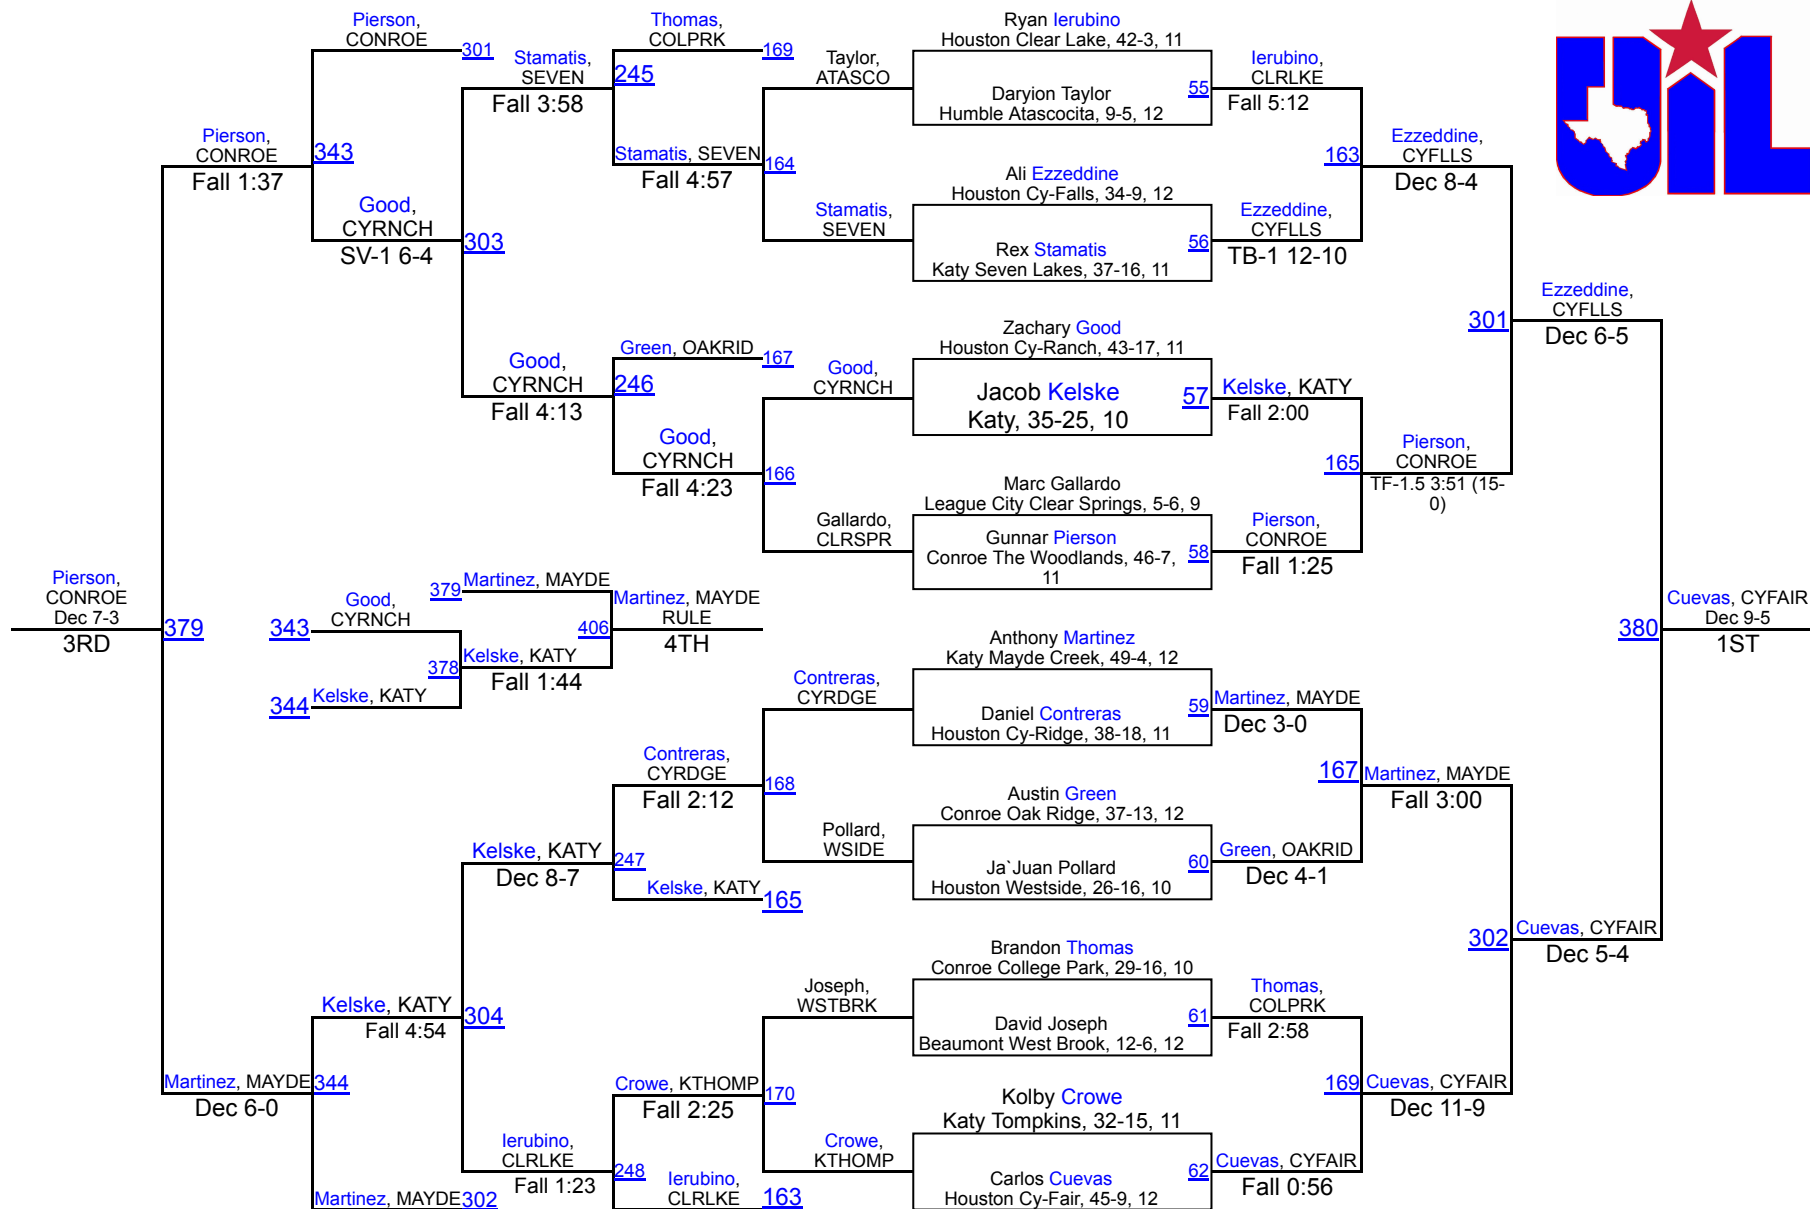 Pierson,
CONROE
301
Stamatis,
SEVEN
Fall 3:58
Thomas,
COLPRK
169
245
Taylor,
ATASCO
Ryan Ierubino
Houston Clear Lake, 42-3, 11
Daryion Taylor
Humble Atascocita, 9-5, 12
55
Ierubino,
CLRLKE
Fall 5:12
UIL
Pierson,
CONROE
Fall 1:37
343
Good,
CYRNCH
SV-1 6-4
303
Stamatis, SEVEN
Fall 4:57
164
Stamatis,
SEVEN
Ali Ezzeddine
Houston Cy-Falls, 34-9, 12
Rex Stamatis
Katy Seven Lakes, 37-16, 11
56
Ezzeddine,
CYFLLS
TB-1 12-10
163
Ezzeddine,
CYFLLS
Dec 8-4
301
Ezzeddine,
CYFLLS
Dec 6-5
Good,
CYRNCH
Fall 4:13
Green, OAKRID
167
246
Good,
CYRNCH
Fall 4:23
166
Good,
CYRNCH
Zachary Good
Houston Cy-Ranch, 43-17, 11
Jacob Kelske
Katy, 35-25, 10
57
Kelske, KATY
Fall 2:00
165
Pierson,
CONROE
TF-1.5 3:51 (15-
0)
Gallardo,
CLRSPR
Marc Gallardo
League City Clear Springs, 5-6, 9
Gunnar Pierson
Conroe The Woodlands, 46-7,
11
58
Pierson,
CONROE
Fall 1:25
Pierson,
CONROE
Dec 7-3
3RD
379
343
Good,
CYRNCH
344
Kelske, KATY
379
Martinez, MAYDE
378
Kelske, KATY
Fall 1:44
406
Martinez, MAYDE
RULE
4TH
380
Cuevas, CYFAIR
Dec 9-5
1ST
Contreras,
CYRDGE
Anthony Martinez
Katy Mayde Creek, 49-4, 12
Daniel Contreras
Houston Cy-Ridge, 38-18, 11
59
Martinez, MAYDE
Dec 3-0
Contreras,
CYRDGE
Fall 2:12
168
Pollard,
WSIDE
Austin Green
Conroe Oak Ridge, 37-13, 12
Ja`Juan Pollard
Houston Westside, 26-16, 10
60
Green, OAKRID
Dec 4-1
167
Martinez, MAYDE
Fall 3:00
Kelske, KATY
Dec 8-7
247
Kelske, KATY
165
302
Cuevas, CYFAIR
Dec 5-4
Kelske, KATY
Fall 4:54
304
Joseph,
WSTBRK
Brandon Thomas
Conroe College Park, 29-16, 10
David Joseph
Beaumont West Brook, 12-6, 12
61
Thomas,
COLPRK
Fall 2:58
Martinez, MAYDE
Dec 6-0
344
Crowe, KTHOMP
Fall 2:25
170
Crowe,
KTHOMP
Kolby Crowe
Katy Tompkins, 32-15, 11
Carlos Cuevas
Houston Cy-Fair, 45-9, 12
62
Cuevas, CYFAIR
Fall 0:56
169
Cuevas, CYFAIR
Dec 11-9
Martinez, MAYDE
302
Ierubino,
CLRLKE
Fall 1:23
248
Ierubino,
CLRLKE
163